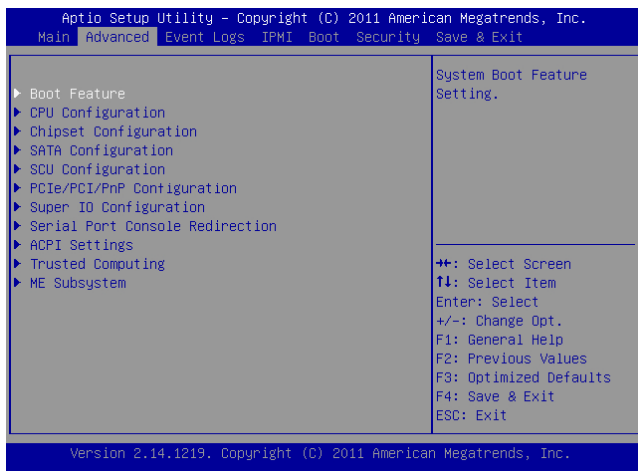 Aptio Setup Utility – Copyright (C) 2011 American Megatrends, Inc.
Main Advanced Event Logs IPMI Boot Security Save & Exit
▶ Boot Feature
▶ CPU Configuration
▶ Chipset Configuration
▶ SATA Configuration
▶ SCU Configuration
▶ PCIe/PCI/PnP Configuration
▶ Super IO Configuration
▶ Serial Port Console Redirection
▶ ACPI Settings
▶ Trusted Computing
▶ ME Subsystem
System Boot Feature
Setting.
→←: Select Screen
↑↓: Select Item
Enter: Select
+/-: Change Opt.
F1: General Help
F2: Previous Values
F3: Optimized Defaults
F4: Save & Exit
ESC: Exit
Version 2.14.1219. Copyright (C) 2011 American Megatrends, Inc.